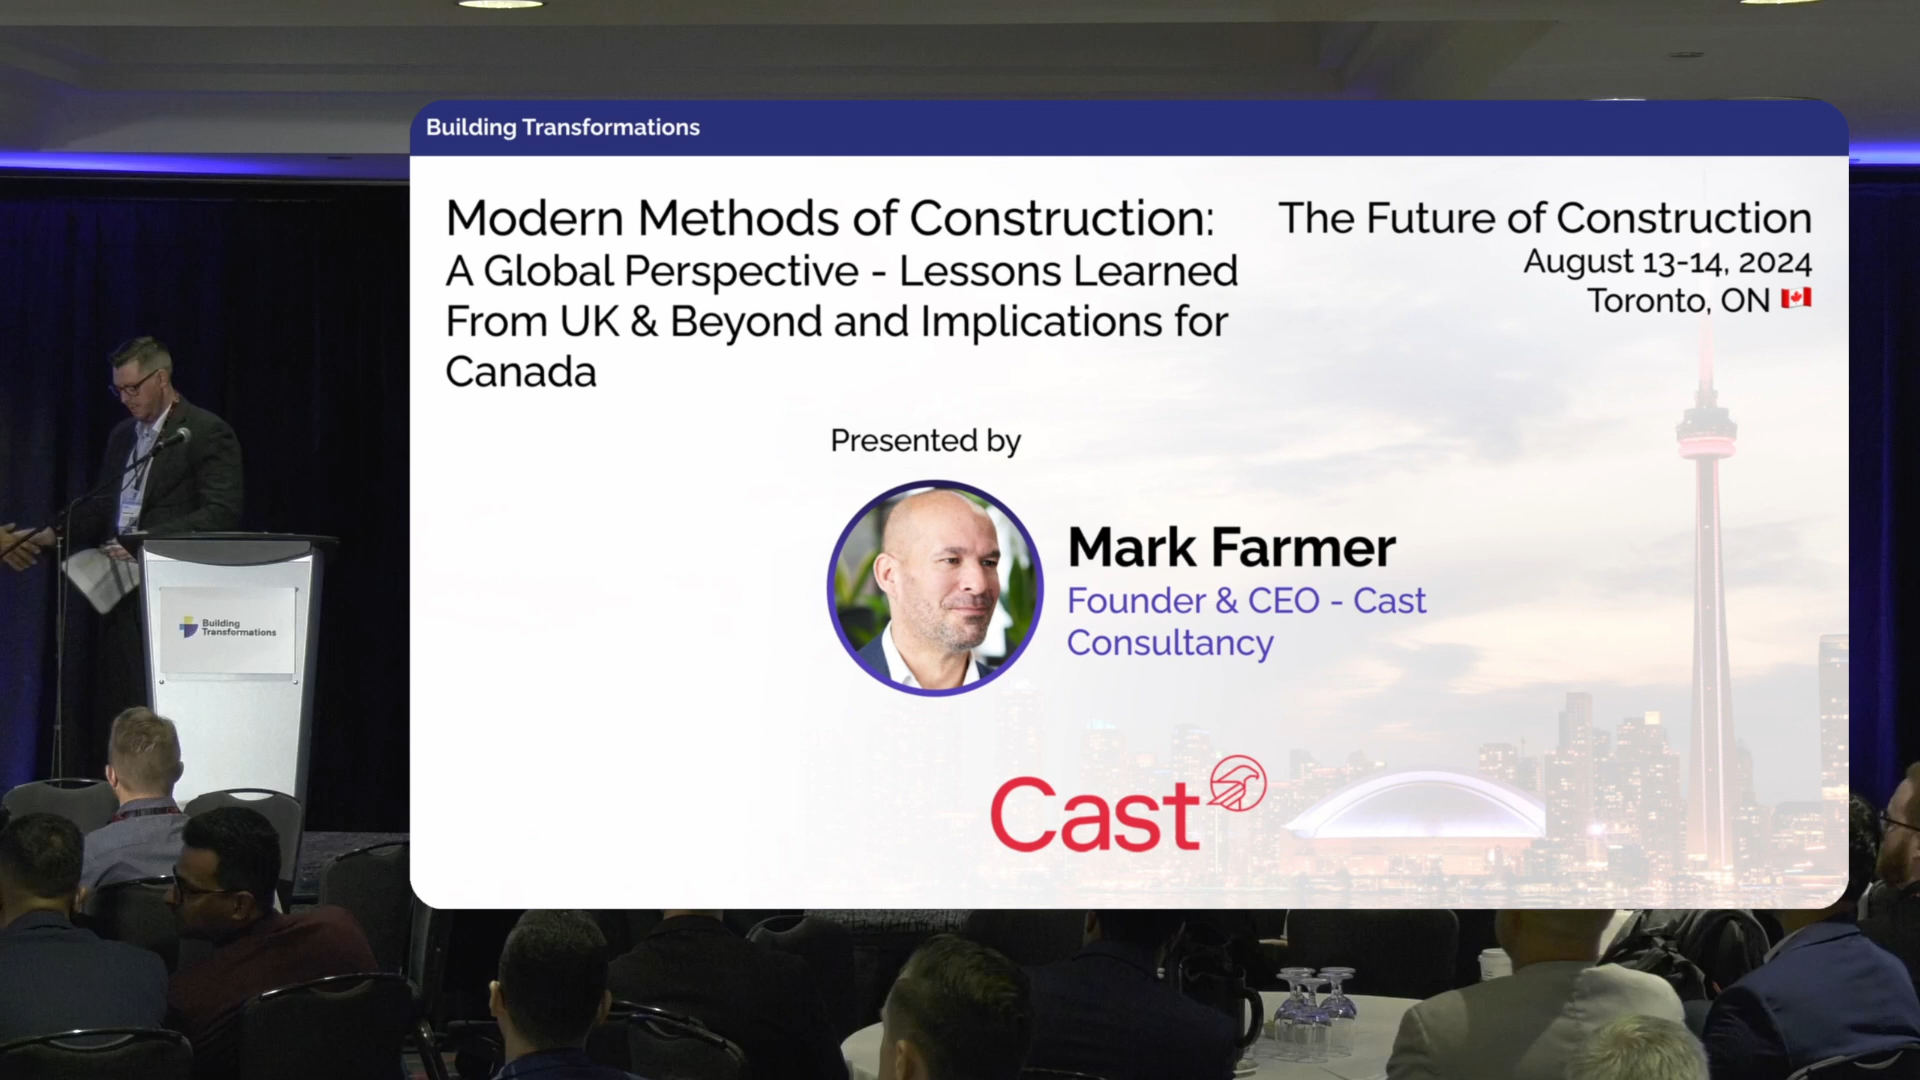 Building Transformations
Modern Methods of Construction:
A Global Perspective - Lessons Learned
From UK & Beyond and Implications for
Canada
The Future of Construction
August 13-14, 2024
Toronto, ON
Presented by
Mark Farmer
Founder & CEO - Cast
Consultancy
Cast
Building
Transformations